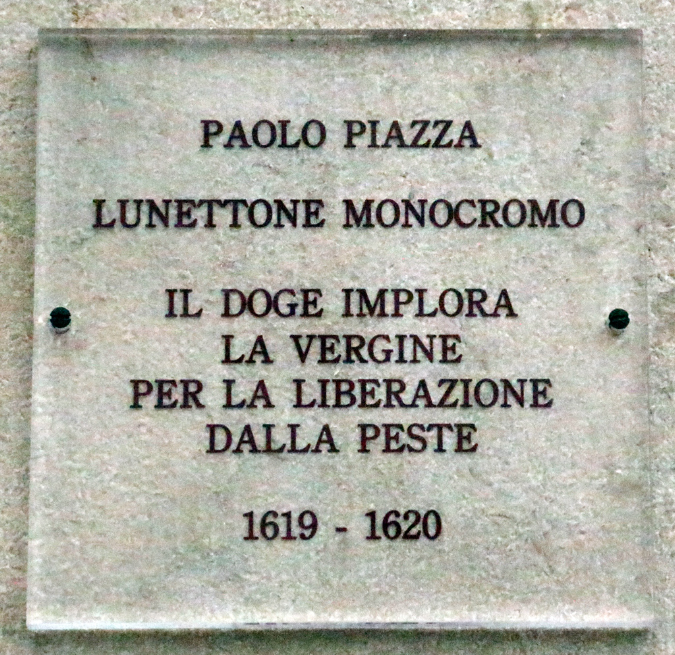 PAOLO PIAZZA
LUNETTONE MONOCROMO
IL DOGE IMPLORA
LA VERGINE
PER LA LIBERAZIONE
DALLA PESTE
1619 - 1620